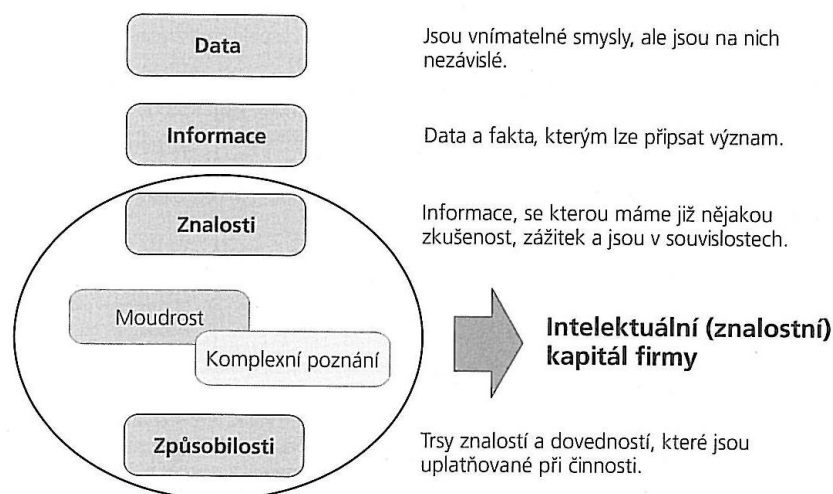 Data
Jsou vnímatelné smysly, ale jsou na nich
nezávislé.
Informace
Data a fakta, kterým lze připsat význam.
Znalosti
Informace, se kterou máme již nějakou
zkušenost, zážitek a jsou v souvislostech.
Moudrost
Komplexní poznání
Intelektuální (znalostní)
kapitál firmy
Způsobilosti
Trsy znalostí a dovedností, které jsou
uplatňované při činnosti.